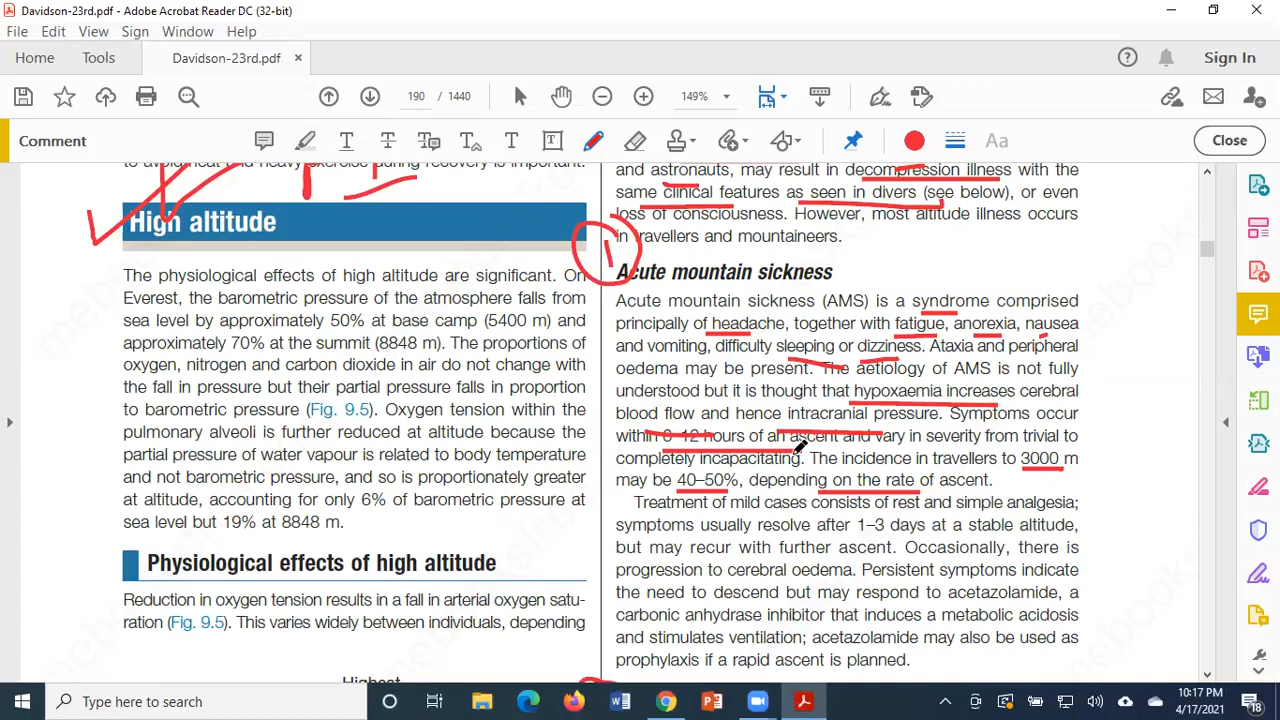 Davidson-23rd.pdf - Adobe Acrobat Reader DC (32-bit)
File Edit View Sign Window Help
Home Tools Davidson-23rd.pdf × Sign In
190 / 1440 149%
Comment Close
to avoid heat and heavy exercise during recovery is important.
High altitude
The physiological effects of high altitude are significant. On
Everest, the barometric pressure of the atmosphere falls from
sea level by approximately 50% at base camp (5400 m) and
approximately 70% at the summit (8848 m). The proportions of
oxygen, nitrogen and carbon dioxide in air do not change with
the fall in pressure but their partial pressure falls in proportion
to barometric pressure (Fig. 9.5). Oxygen tension within the
pulmonary alveoli is further reduced at altitude because the
partial pressure of water vapour is related to body temperature
and not barometric pressure, and so is proportionately greater
at altitude, accounting for only 6% of barometric pressure at
sea level but 19% at 8848 m.
Physiological effects of high altitude
Reduction in oxygen tension results in a fall in arterial oxygen satu-
ration (Fig. 9.5). This varies widely between individuals, depending
Highest
and astronauts, may result in decompression illness with the
same clinical features as seen in divers (see below), or even
loss of consciousness. However, most altitude illness occurs
in travellers and mountaineers.
1
Acute mountain sickness
Acute mountain sickness (AMS) is a syndrome comprised
principally of headache, together with fatigue, anorexia, nausea
and vomiting, difficulty sleeping or dizziness. Ataxia and peripheral
oedema may be present. The aetiology of AMS is not fully
understood but it is thought that hypoxaemia increases cerebral
blood flow and hence intracranial pressure. Symptoms occur
within 6–12 hours of an ascent and vary in severity from trivial to
completely incapacitating. The incidence in travellers to 3000 m
may be 40–50%, depending on the rate of ascent.
Treatment of mild cases consists of rest and simple analgesia;
symptoms usually resolve after 1–3 days at a stable altitude,
but may recur with further ascent. Occasionally, there is
progression to cerebral oedema. Persistent symptoms indicate
the need to descend but may respond to acetazolamide, a
carbonic anhydrase inhibitor that induces a metabolic acidosis
and stimulates ventilation; acetazolamide may also be used as
prophylaxis if a rapid ascent is planned.
Type here to search
10:17 PM
4/17/2021
18